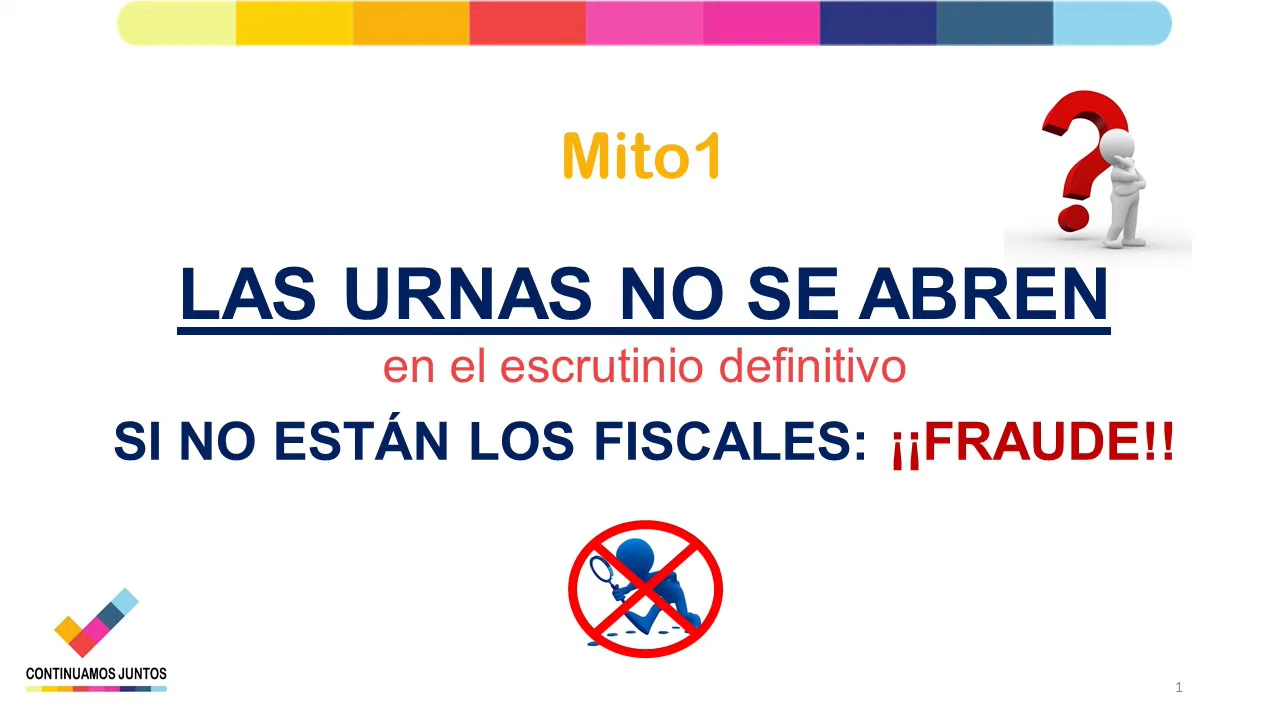 Mito1
LAS URNAS NO SE ABREN
en el escrutinio definitivo
SI NO ESTÁN LOS FISCALES: ¡¡FRAUDE!!
CONTINUAMOS JUNTOS
1